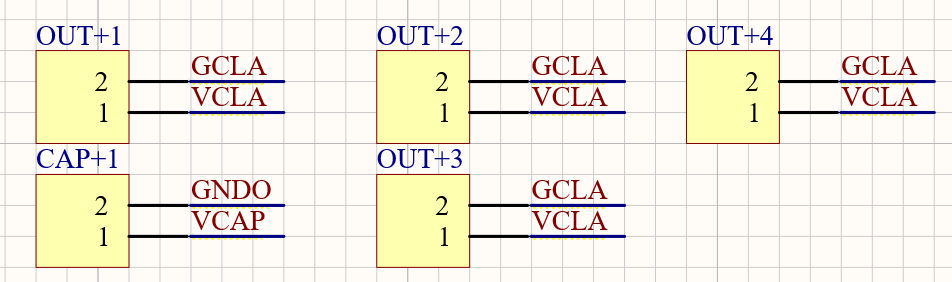 OUT+1
2 GCLA
1 VCLA
OUT+2
2 GCLA
1 VCLA
OUT+4
2 GCLA
1 VCLA
CAP+1
2 GNDO
1 VCAP
OUT+3
2 GCLA
1 VCLA